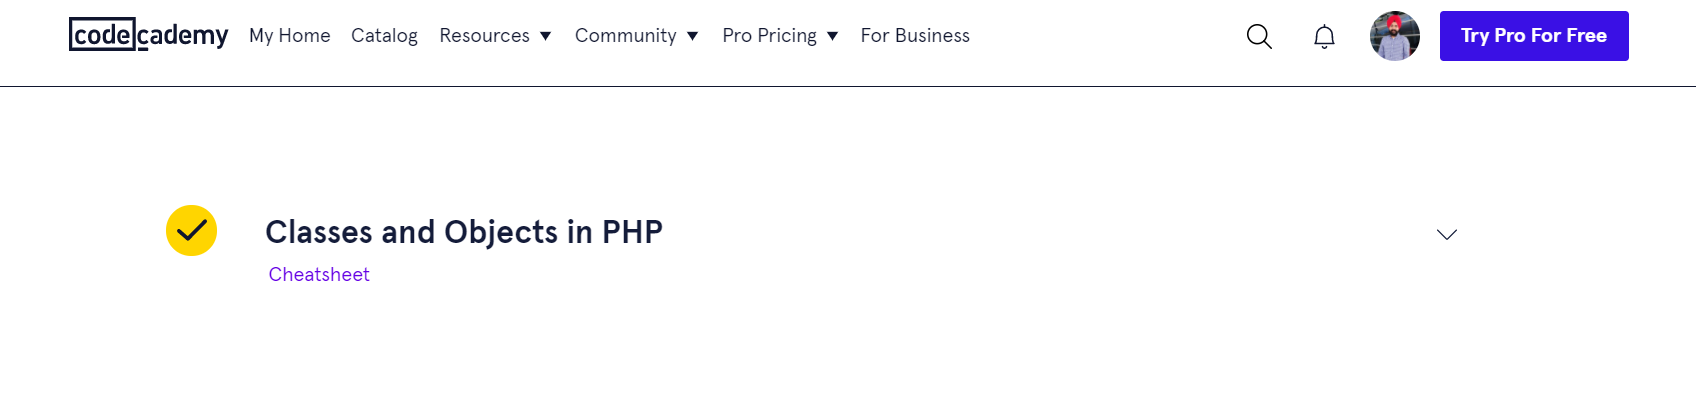 codecademy My Home Catalog Resources Community Pro Pricing For Business Try Pro For Free
Classes and Objects in PHP
Cheatsheet